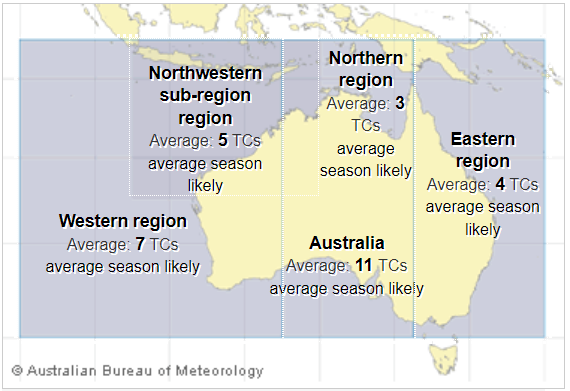 Northwestern
sub-region
region
Average: 5 TCs
average season
likely
Northern
region
Average: 3
TCs
average
season likely
Eastern
region
Average: 4 TCs
average season
likely
Western region
Average: 7 TCs
average season likely
Australia
Average: 11 TCs
average season likely
© Australian Bureau of Meteorology